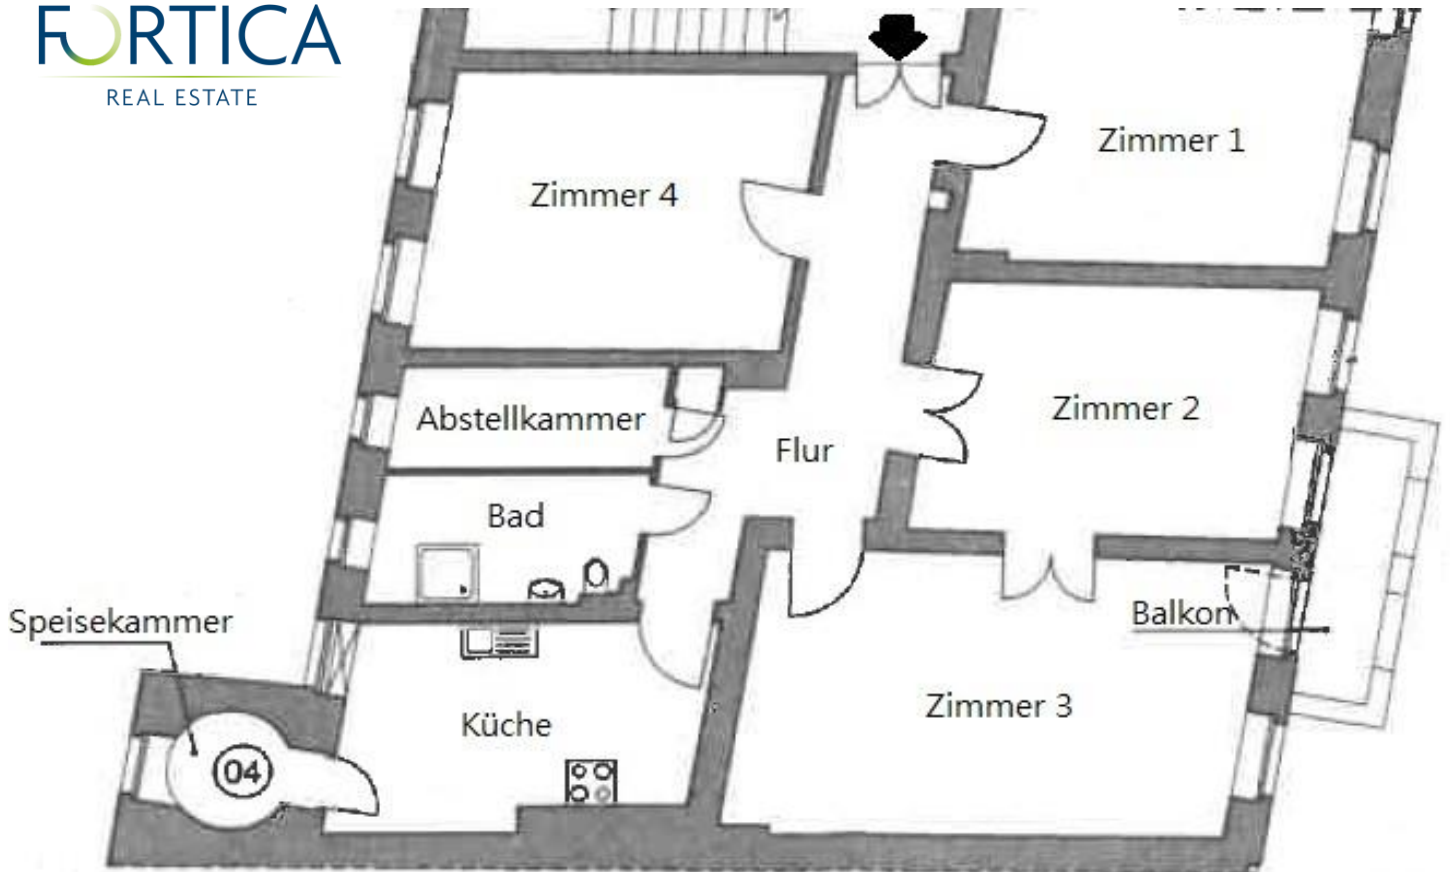 FORTICA
REAL ESTATE
Zimmer 1
Zimmer 4
Zimmer 2
Abstellkammer
Flur
Bad
Speisekammer
Balkon
Zimmer 3
Küche
04